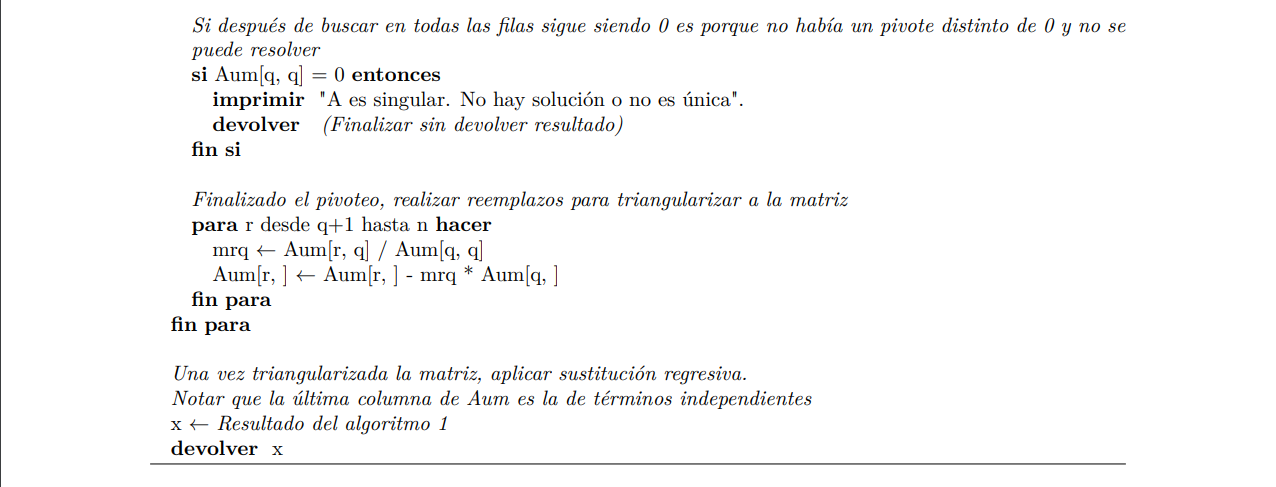 Si después de buscar en todas las filas sigue siendo 0 es porque no había un pivote distinto de 0 y no se
puede resolver
si Aum[q, q] = 0 entonces
imprimir "A es singular. No hay solución o no es única".
devolver (Finalizar sin devolver resultado)
fin si
Finalizado el pivoteo, realizar reemplazos para triangularizar a la matriz
para r desde q+1 hasta n hacer
mrq ← Aum[r, q] / Aum[q, q]
Aum[r, ] ← Aum[r, ] - mrq * Aum[q, ]
fin para
fin para
Una vez triangularizada la matriz, aplicar sustitución regresiva.
Notar que la última columna de Aum es la de términos independientes
x ← Resultado del algoritmo 1
devolver x